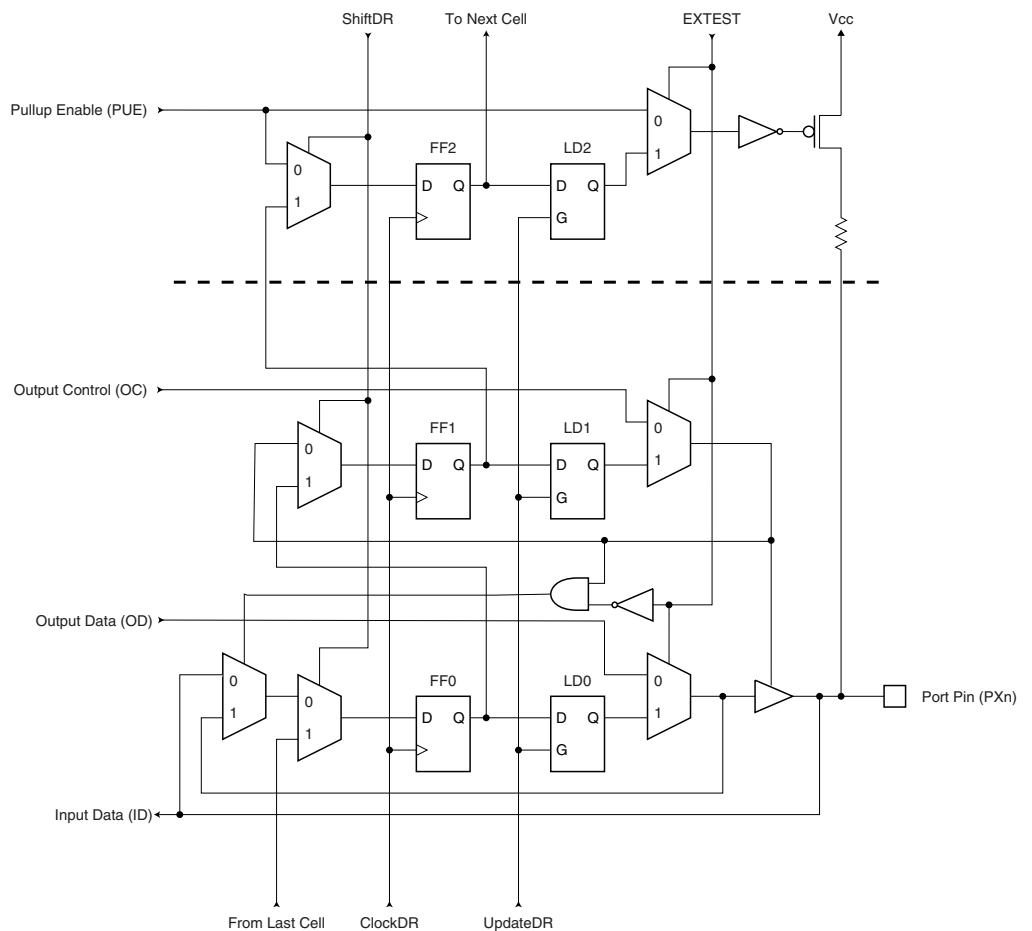 ShiftDR
To Next Cell
EXTEST
Vcc
Pullup Enable (PUE)
0
1
FF2
D Q
LD2
D Q
G
0
1
Output Control (OC)
0
1
FF1
D Q
LD1
D Q
G
0
1
Output Data (OD)
0
1
0
1
FF0
D Q
LD0
D Q
G
0
1
Port Pin (PXn)
Input Data (ID)
From Last Cell
ClockDR
UpdateDR